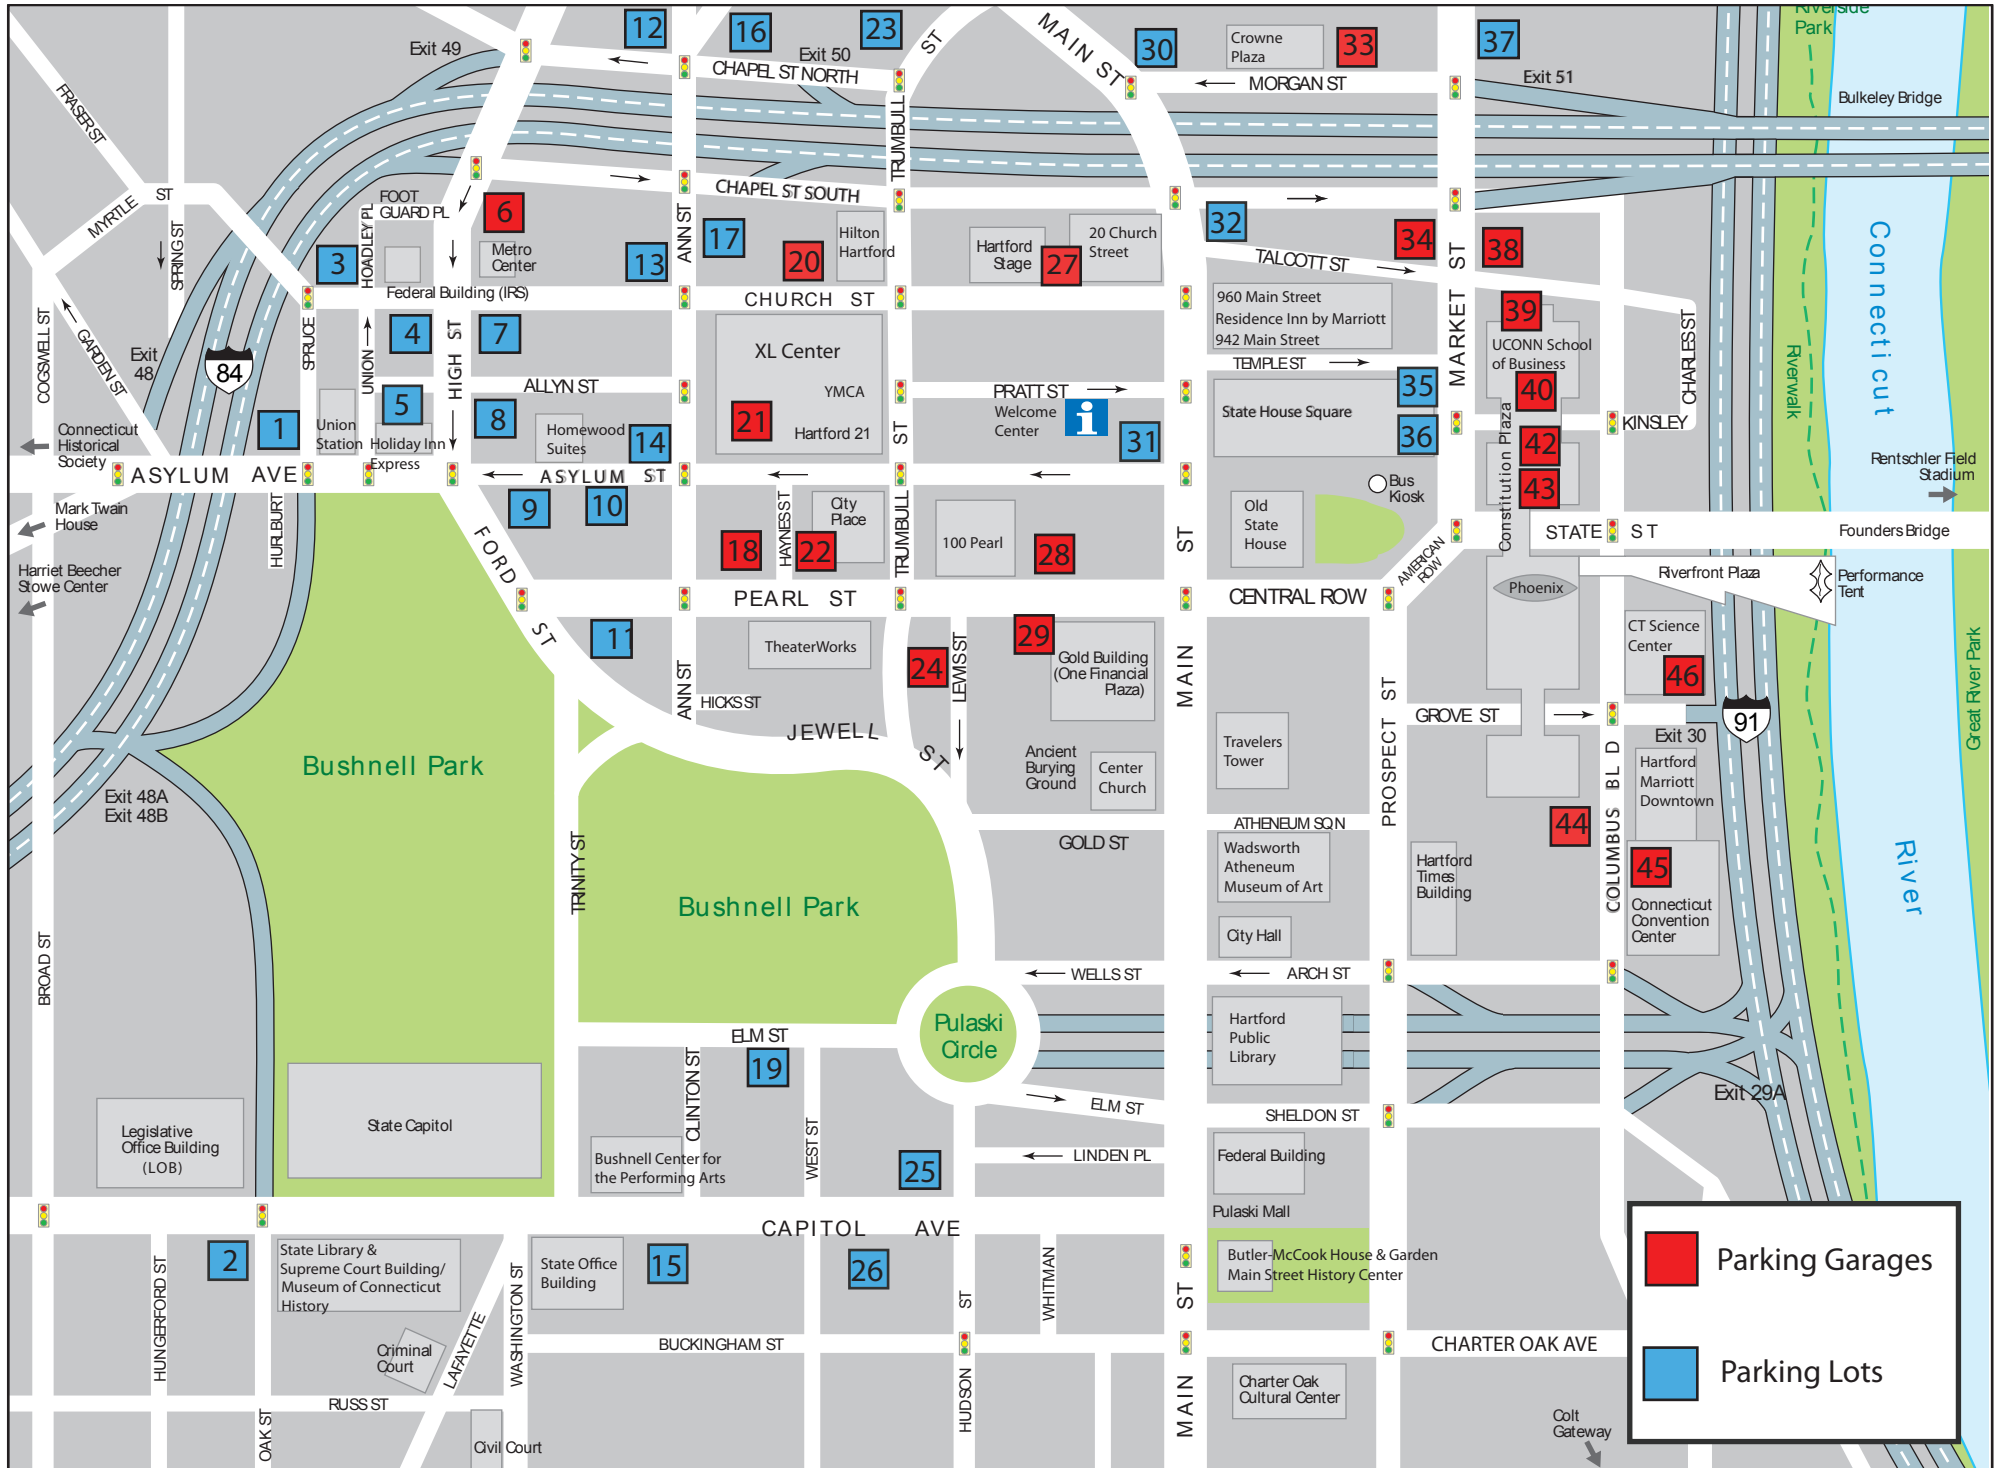 12
16
23
30
33
37
Riverside
Park
Exit 49
Exit 50
CHAPEL ST NORTH
TRUMBULL
ST
MAIN ST
Crowne
Plaza
MORGAN ST
Exit 51
Bulkeley Bridge
FRASER ST
MYRTLE
ST
SPRING ST
FOOT
GUARD PL
HOADLEY PL
6
Metro
Center
3
Federal Building (IRS)
13
17
ANN ST
CHAPEL ST SOUTH
20
Hilton
Hartford
Hartford
Stage
27
20 Church
Street
32
TALCOTT ST
34
MARKET ST
38
Connecticut
CHURCH ST
COGSWELL ST
GARDEN ST
Exit
48
84
SPRUCE
UNION
4
HIGH ST
7
XL Center
YMCA
21
Hartford 21
960 Main Street
Residence Inn by Marriott
942 Main Street
TEMPLE ST
39
UCONN School
of Business
40
CHARLES ST
Riverwalk
ALLYN ST
PRATT ST
Welcome
Center
i
31
State House Square
35
36
KINSLEY
Constitution Plaza
42
43
1
Union
Station
5
Holiday Inn
Express
8
Homewood
Suites
14
Connecticut
Historical
Society
ASYLUM AVE
ASYLUM ST
ST
Rentschler Field
Stadium
Mark Twain
House
HURLBURT
FORD
ST
9
10
18
HAYNES ST
City
Place
22
TRUMBULL
100 Pearl
28
ST
Old
State
House
Bus
Kiosk
AMERICAN
ROW
STATE ST
Founders Bridge
Harriet Beecher
Stowe Center
PEARL ST
CENTRAL ROW
Phoenix
Riverfront Plaza
Performance
Tent
11
TheaterWorks
24
LEWIS ST
29
Gold Building
(One Financial
Plaza)
MAIN
CT Science
Center
46
Great River Park
ANN ST
HICKS ST
JEWELL
ST
Ancient
Burying
Ground
Center
Church
Travelers
Tower
PROSPECT ST
GROVE ST
91
Exit 30
Hartford
Marriott
Downtown
Bushnell Park
Exit 48A
Exit 48B
TRINITY ST
GOLD ST
ATHENEUM SQ N
44
COLUMBUS BL D
45
River
Wadsworth
Atheneum
Museum of Art
Hartford
Times
Building
Connecticut
Convention
Center
Bushnell Park
City Hall
BROAD ST
WELLS ST
ARCH ST
Pulaski
Circle
Hartford
Public
Library
ELM ST
19
CLINTON ST
WEST ST
ELM ST
SHELDON ST
Exit 29A
Legislative
Office Building
(LOB)
State Capitol
Bushnell Center for
the Performing Arts
25
LINDEN PL
Federal Building
Pulaski Mall
CAPITOL AVE
2
HUNGERFORD ST
State Library &
Supreme Court Building/
Museum of Connecticut
History
WASHINGTON ST
State Office
Building
15
26
ST
WHITMAN
ST
Butler-McCook House & Garden
Main Street History Center
Parking Garages
Parking Lots
Criminal
Court
LAFAYETTE
BUCKINGHAM ST
CHARTER OAK AVE
RUSS ST
OAK ST
Civil Court
HUDSON
MAIN
Charter Oak
Cultural Center
Colt
Gateway